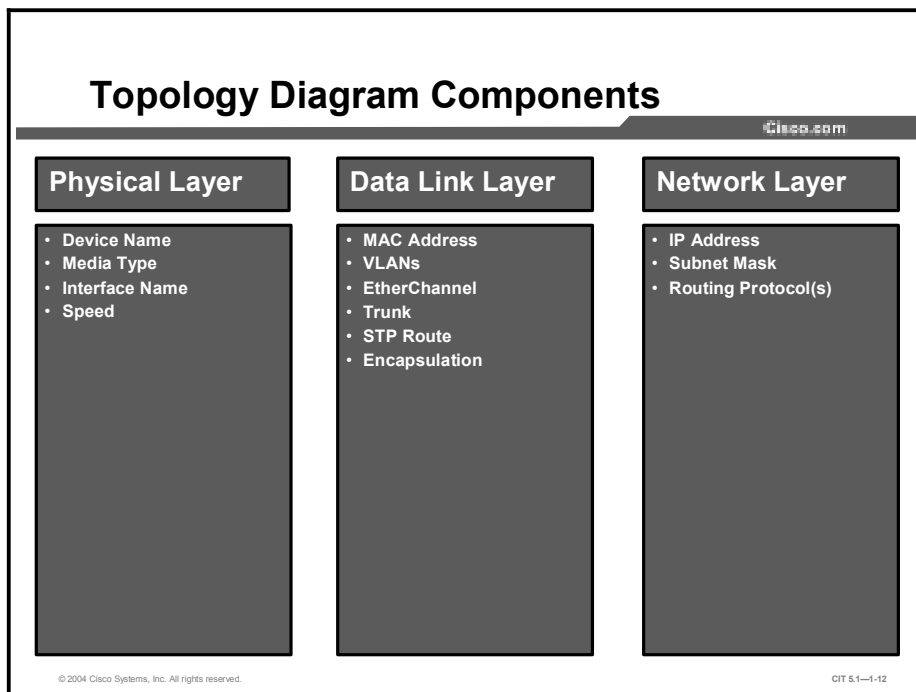 Topology Diagram Components
Cisco.com
Physical Layer
• Device Name
• Media Type
• Interface Name
• Speed
Data Link Layer
• MAC Address
• VLANs
• EtherChannel
• Trunk
• STP Route
• Encapsulation
Network Layer
• IP Address
• Subnet Mask
• Routing Protocol(s)
© 2004 Cisco Systems, Inc. All rights reserved.
CIT 5.1—1-12